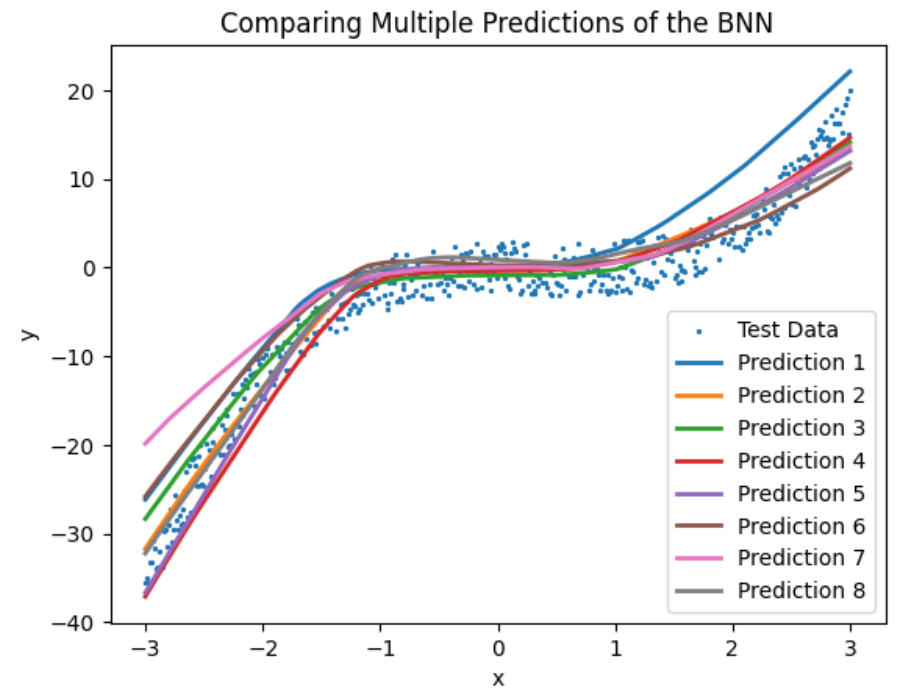 Comparing Multiple Predictions of the BNN
y
20
10
0
−10
−20
−30
−40
Test Data
Prediction 1
Prediction 2
Prediction 3
Prediction 4
Prediction 5
Prediction 6
Prediction 7
Prediction 8
−3 −2 −1 0 1 2 3
x